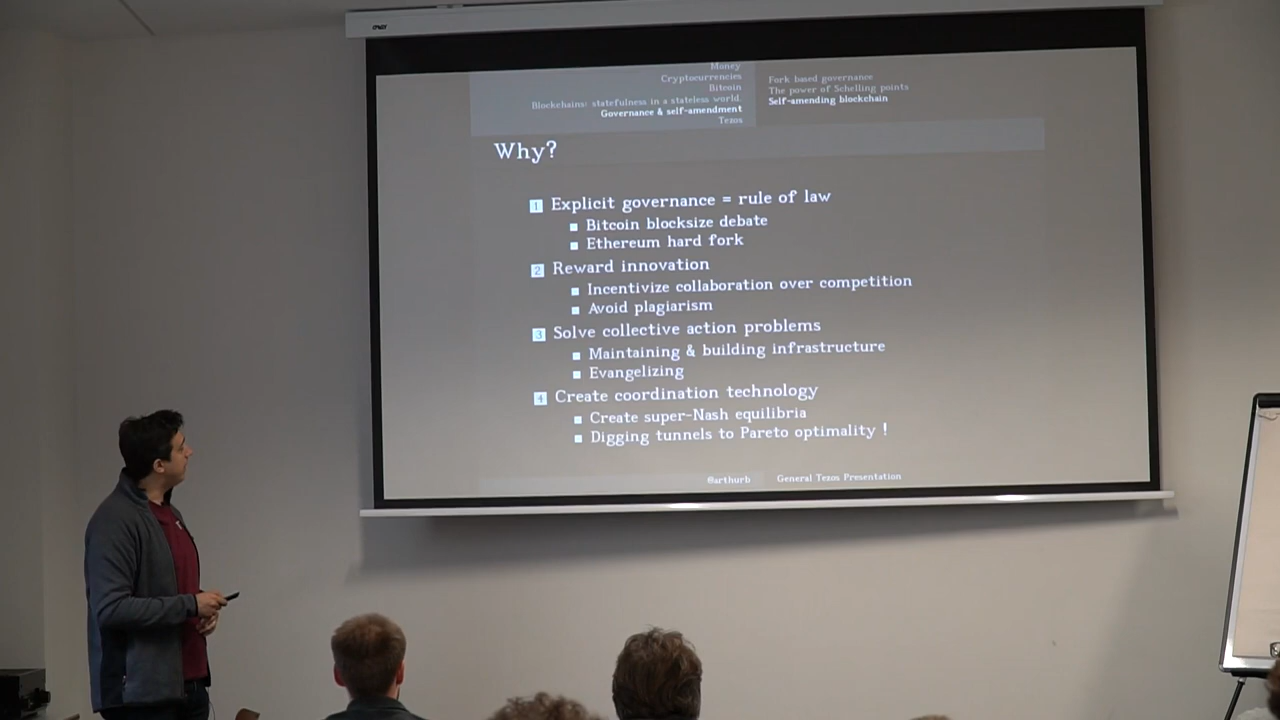 Money
Cryptocurrencies
Bitcoin
Blockchains: statefulness in a stateless world.
Governance & self-amendment
Tezos
Fork based governance
The power of Schelling points
Self-amending blockchain
Why?
1 Explicit governance = rule of law
Bitcoin blocksize debate
Ethereum hard fork
2 Reward innovation
Incentivize collaboration over competition
Avoid plagiarism
3 Solve collective action problems
Maintaining & building infrastructure
Evangelizing
4 Create coordination technology
Create super-Nash equilibria
Digging tunnels to Pareto optimality !
@arthurb
General Tezos Presentation